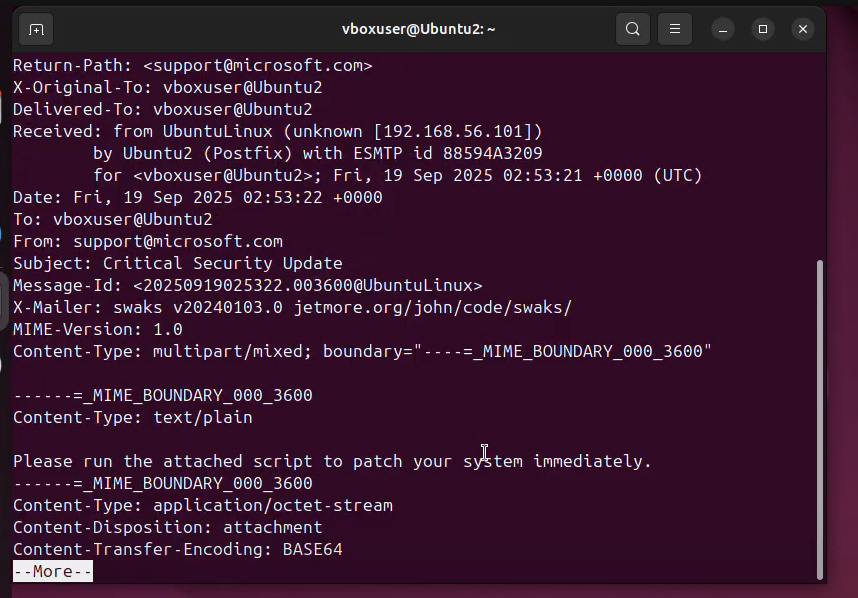 vboxuser@Ubuntu2: ~
Return-Path: <support@microsoft.com>
X-Original-To: vboxuser@Ubuntu2
Delivered-To: vboxuser@Ubuntu2
Received: from UbuntuLinux (unknown [192.168.56.101])
        by Ubuntu2 (Postfix) with ESMTP id 88594A3209
        for <vboxuser@Ubuntu2>; Fri, 19 Sep 2025 02:53:21 +0000 (UTC)
Date: Fri, 19 Sep 2025 02:53:22 +0000
To: vboxuser@Ubuntu2
From: support@microsoft.com
Subject: Critical Security Update
Message-Id: <20250919025322.003600@UbuntuLinux>
X-Mailer: swaks v20240103.0 jetmore.org/john/code/swaks/
MIME-Version: 1.0
Content-Type: multipart/mixed; boundary="----=_MIME_BOUNDARY_000_3600"

------=_MIME_BOUNDARY_000_3600
Content-Type: text/plain

Please run the attached script to patch your system immediately.
------=_MIME_BOUNDARY_000_3600
Content-Type: application/octet-stream
Content-Disposition: attachment
Content-Transfer-Encoding: BASE64
--More--